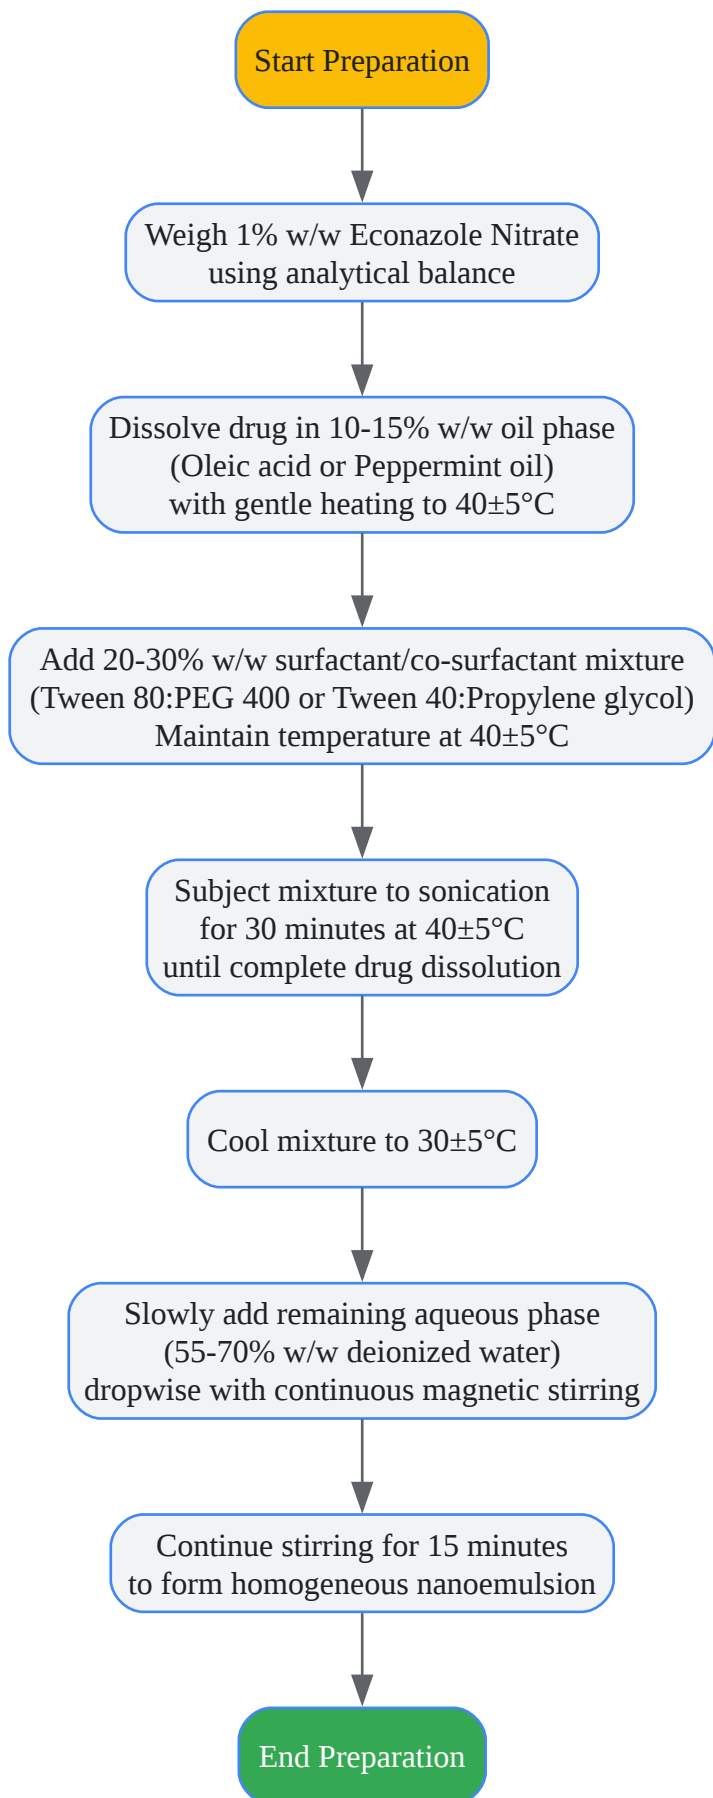 Start Preparation
Weigh 1% w/w Econazole Nitrate
using analytical balance
Dissolve drug in 10-15% w/w oil phase
(Oleic acid or Peppermint oil)
with gentle heating to 40±5°C
Add 20-30% w/w surfactant/co-surfactant mixture
(Tween 80:PEG 400 or Tween 40:Propylene glycol)
Maintain temperature at 40±5°C
Subject mixture to sonication
for 30 minutes at 40±5°C
until complete drug dissolution
Cool mixture to 30±5°C
Slowly add remaining aqueous phase
(55-70% w/w deionized water)
dropwise with continuous magnetic stirring
Continue stirring for 15 minutes
to form homogeneous nanoemulsion
End Preparation